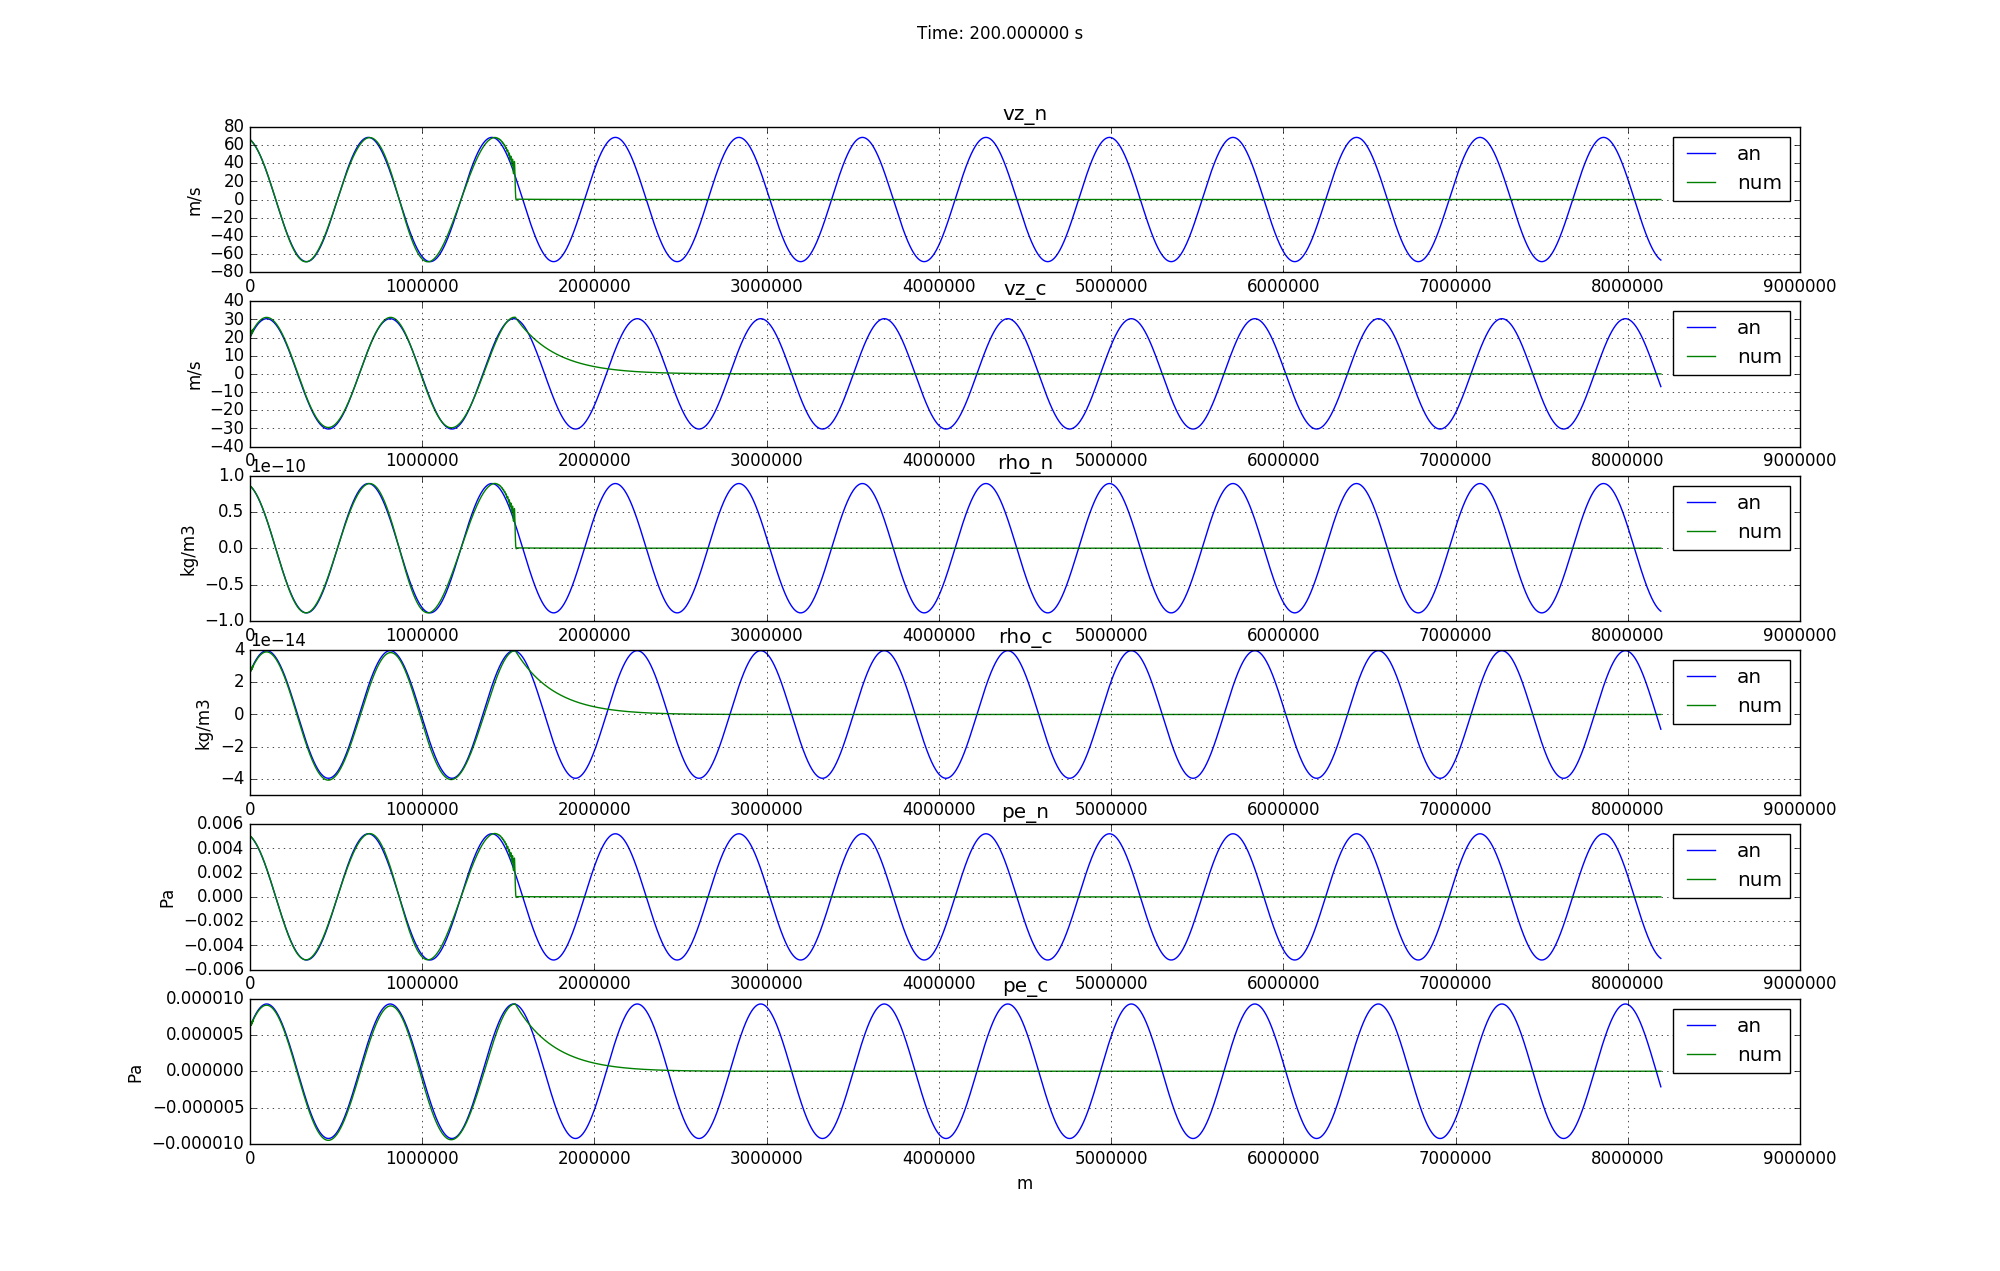 Time: 200.000000 s
vz_n
80
60
40
20
0
−20
−40
−60
−80
m/s
an
num
0 1000000 2000000 3000000 4000000 5000000 6000000 7000000 8000000 9000000
vz_c
40
30
20
10
0
−10
−20
−30
−40
m/s
an
num
0 1000000 2000000 3000000 4000000 5000000 6000000 7000000 8000000 9000000
1e−10
rho_n
1.0
0.5
0.0
−0.5
−1.0
kg/m3
an
num
0 1000000 2000000 3000000 4000000 5000000 6000000 7000000 8000000 9000000
1e−14
rho_c
4
2
0
−2
−4
kg/m3
an
num
0 1000000 2000000 3000000 4000000 5000000 6000000 7000000 8000000 9000000
pe_n
0.006
0.004
0.002
0.000
−0.002
−0.004
−0.006
Pa
an
num
0 1000000 2000000 3000000 4000000 5000000 6000000 7000000 8000000 9000000
pe_c
0.000010
0.000005
0.000000
−0.000005
−0.000010
Pa
an
num
0 1000000 2000000 3000000 4000000 5000000 6000000 7000000 8000000 9000000
m